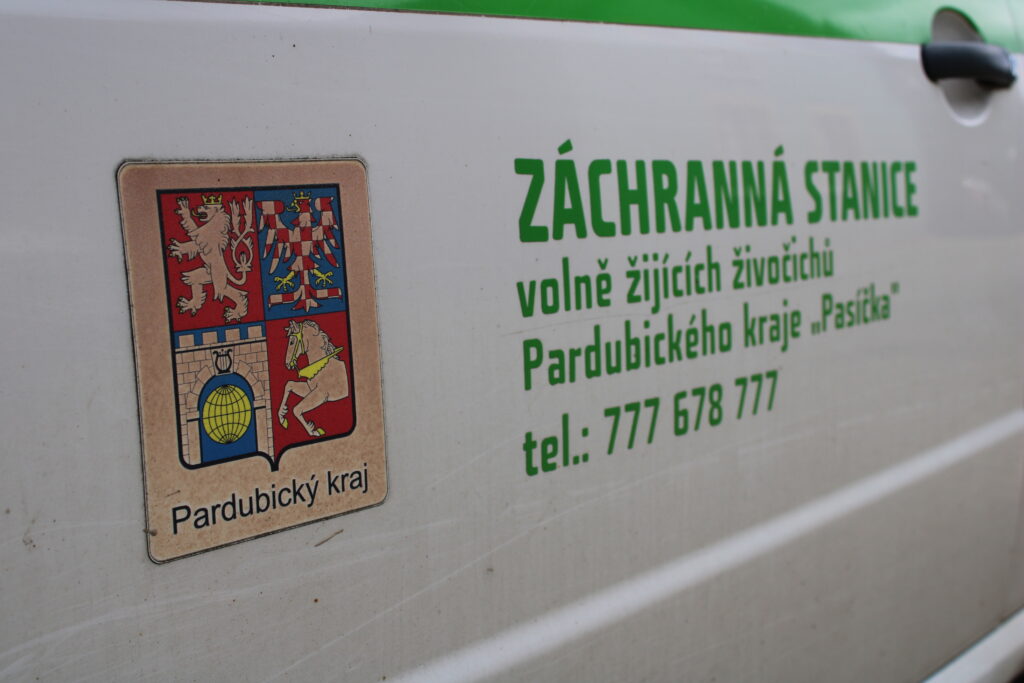 Pardubický kraj
ZÁCHRANNÁ STANICE
volně žijících živočichů
Pardubického kraje „Pasíčka"
tel.: 777 678 777